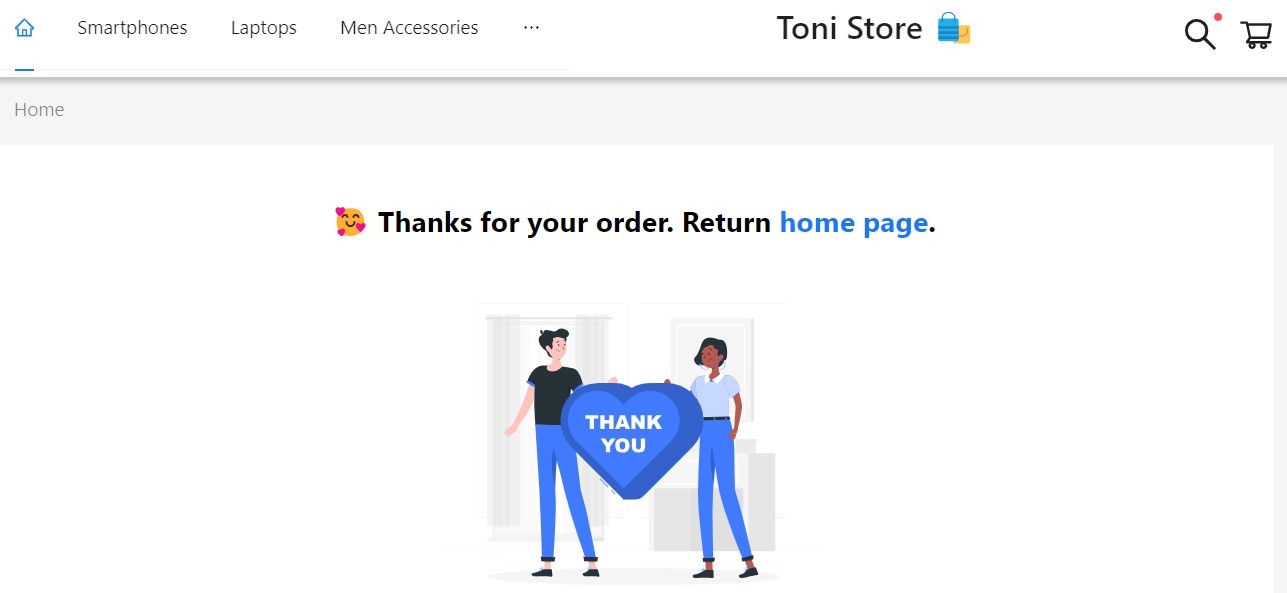 Smartphones Laptops Men Accessories ··· Toni Store
Home
Thanks for your order. Return home page.
THANK
YOU